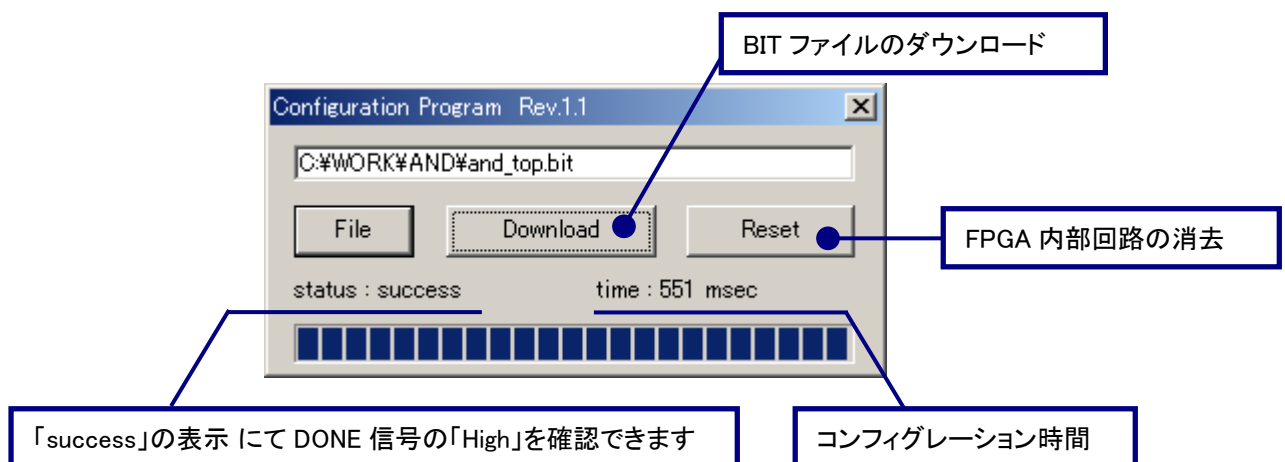 BIT ファイルのダウンロード
Configuration Program Rev.1.1
C:¥WORK¥AND¥and_top.bit
File Download Reset
FPGA 内部回路の消去
status : success time : 551 msec
「success」の表示 にて DONE 信号の「High」を確認できます
コンフィグレーション時間